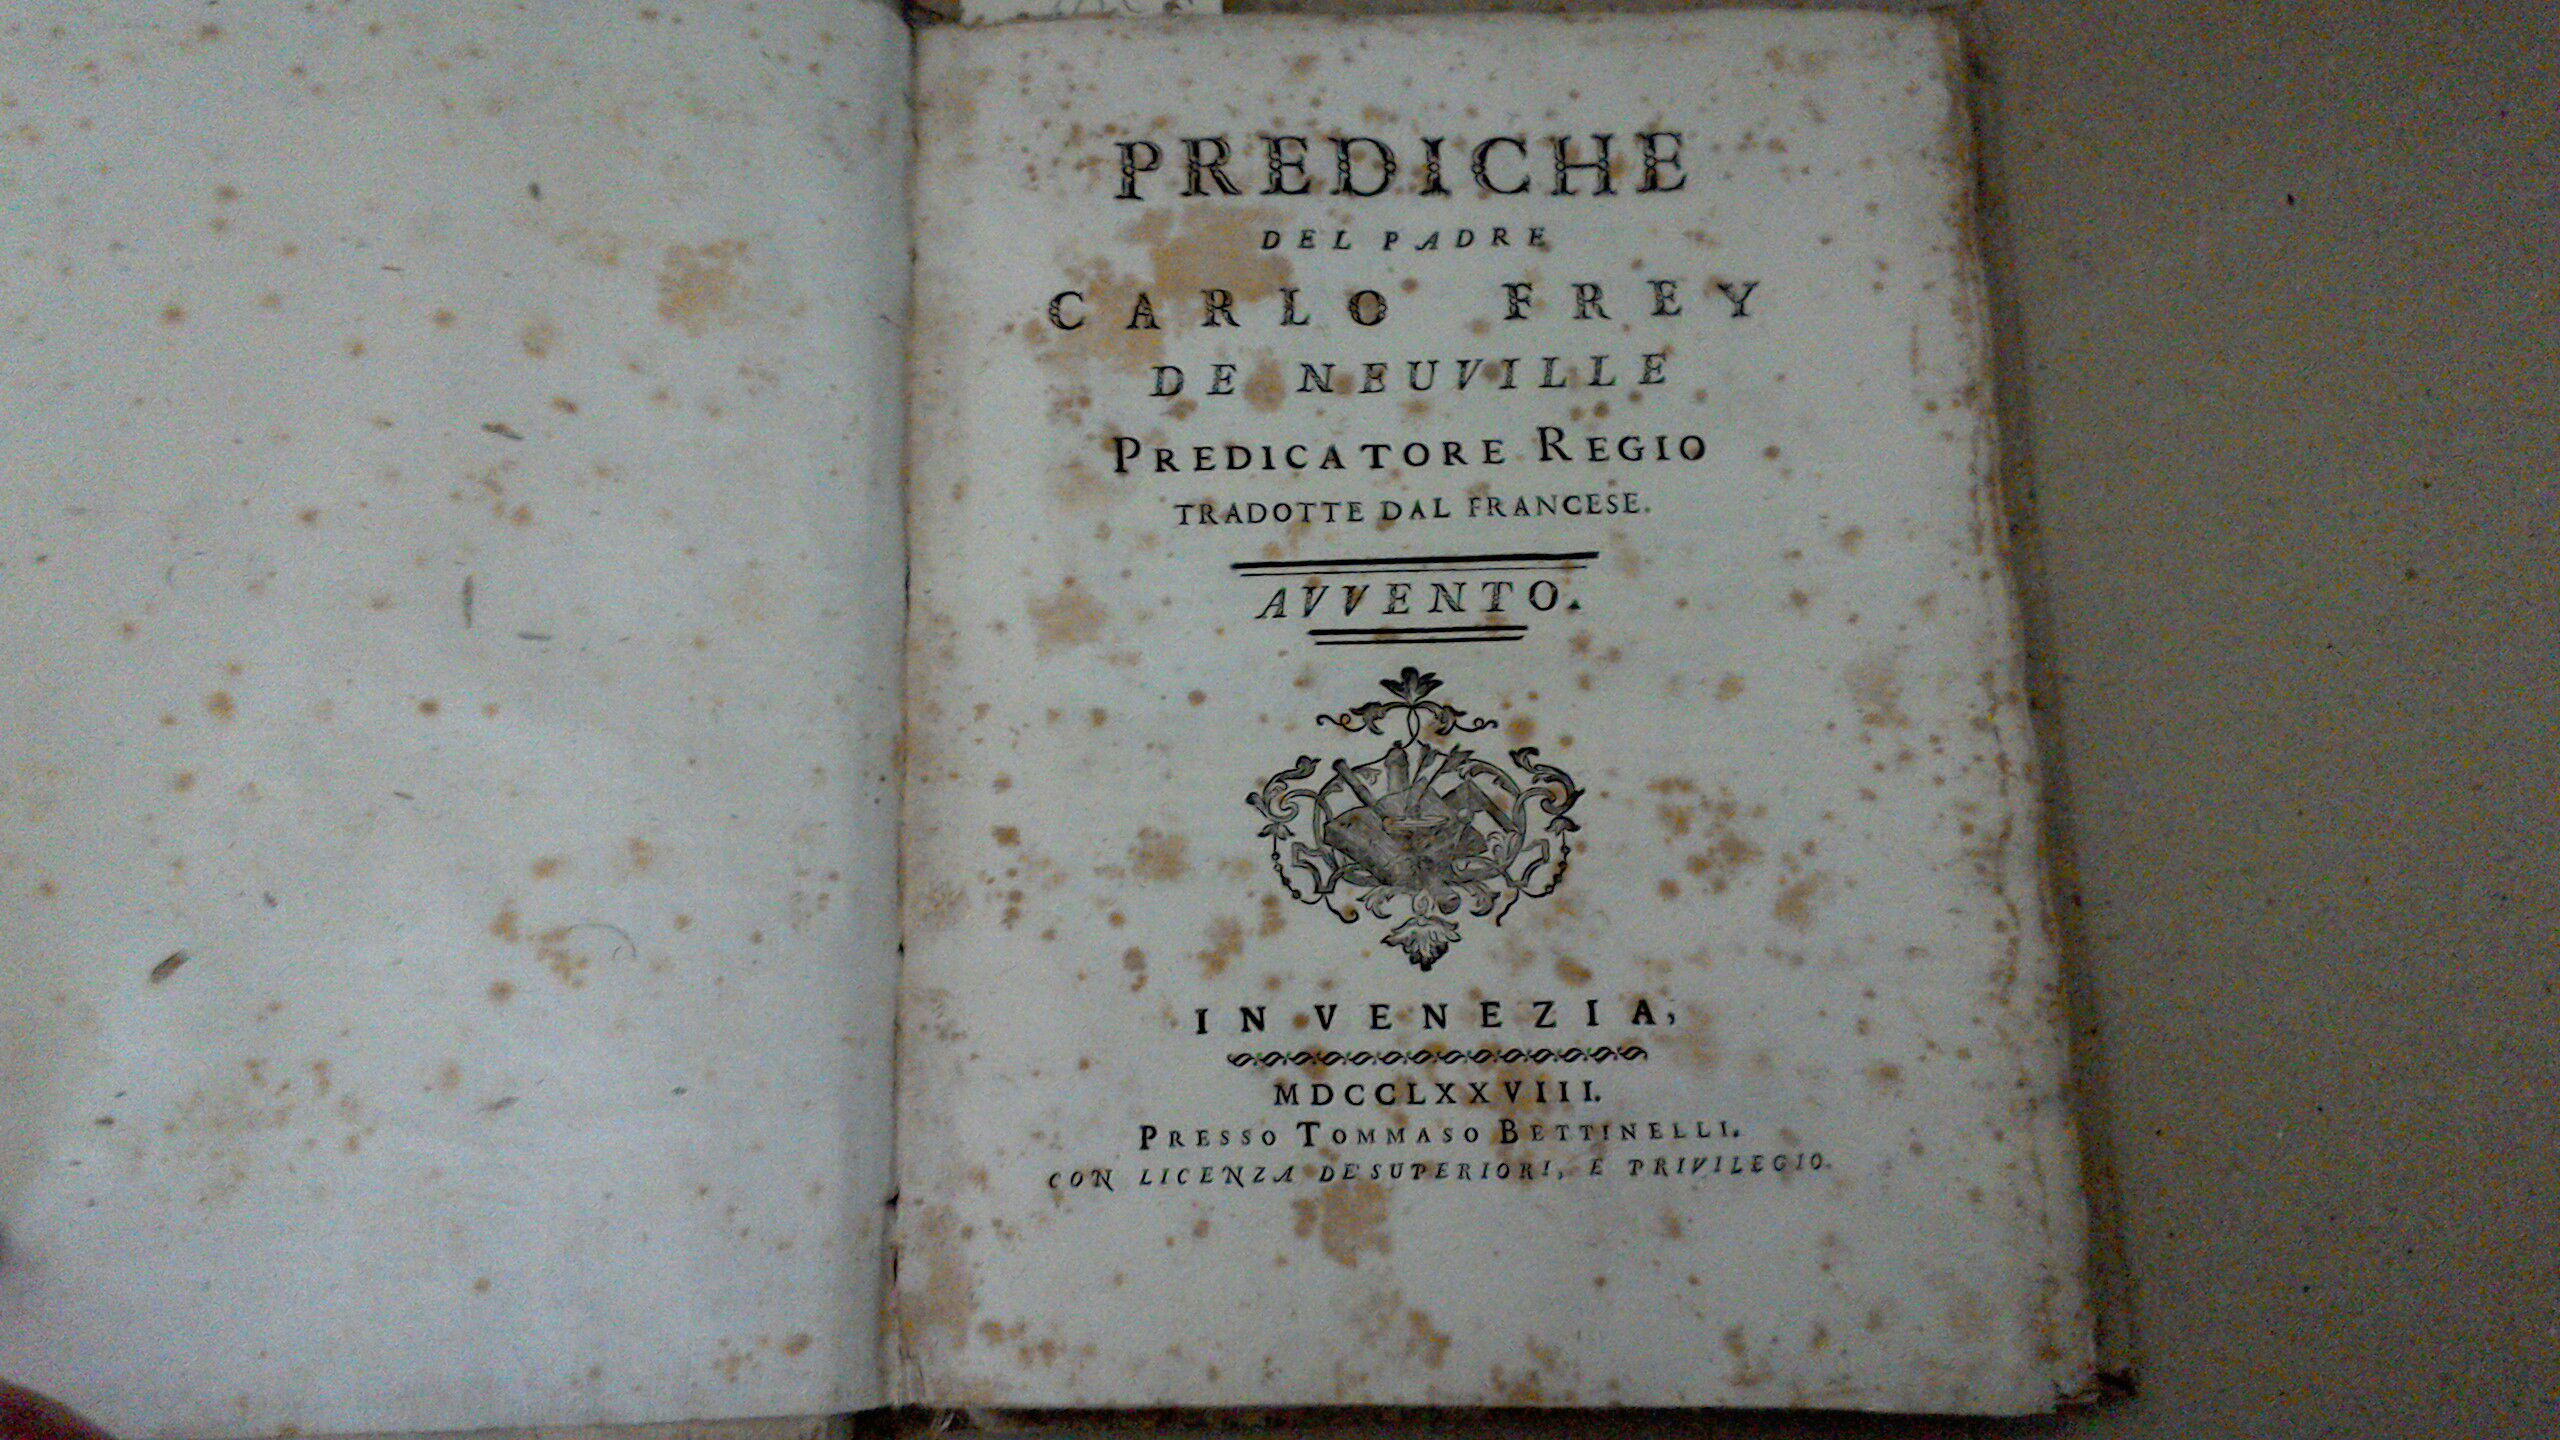 PREDICHE
DEL PADRE
CARLO FREY
DE NEUVILLE
PREDICATORE REGIO
TRADOTTE DAL FRANCESE.
AVVENTO.
IN VENEZIA,
MDCCLXXVIII.
PRESSO TOMMASO BETTINELLI.
CON LICENZA DE' SUPERIORI, E PRIVILEGIO.